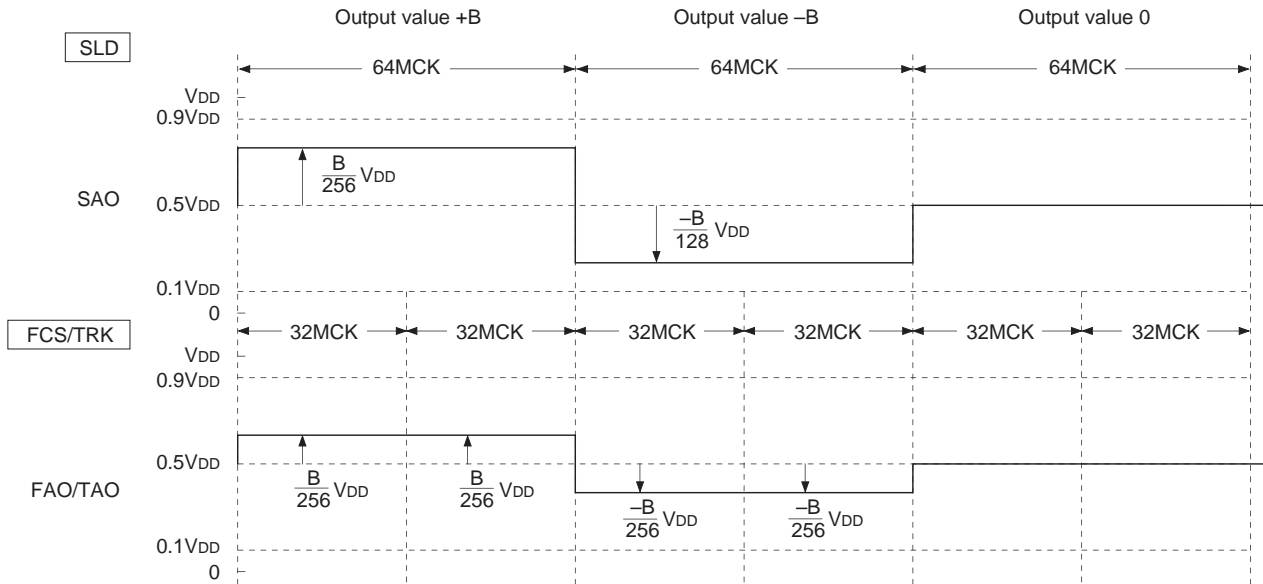 Output value +B Output value –B Output value 0
SLD
64MCK 64MCK 64MCK
VDD
0.9VDD
B
256 VDD
SAO 0.5VDD
–B
128 VDD
0.1VDD
0
FCS/TRK 32MCK 32MCK 32MCK 32MCK 32MCK 32MCK
VDD
0.9VDD
0.5VDD
FAO/TAO
B
256 VDD
B
256 VDD
–B
256 VDD
–B
256 VDD
0.1VDD
0